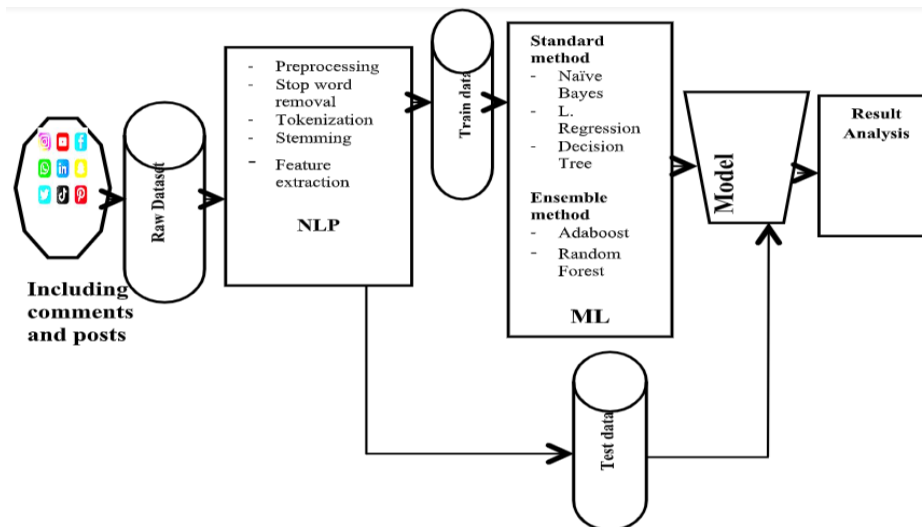 Including
comments
and posts
Raw Dataset
- Preprocessing
- Stop word
removal
- Tokenization
- Stemming
- Feature
extraction
NLP
Train data
Standard
method
- Naïve
Bayes
- L.
Regression
- Decision
Tree
Ensemble
method
- Adaboost
- Random
Forest
ML
Test data
Model
Result
Analysis